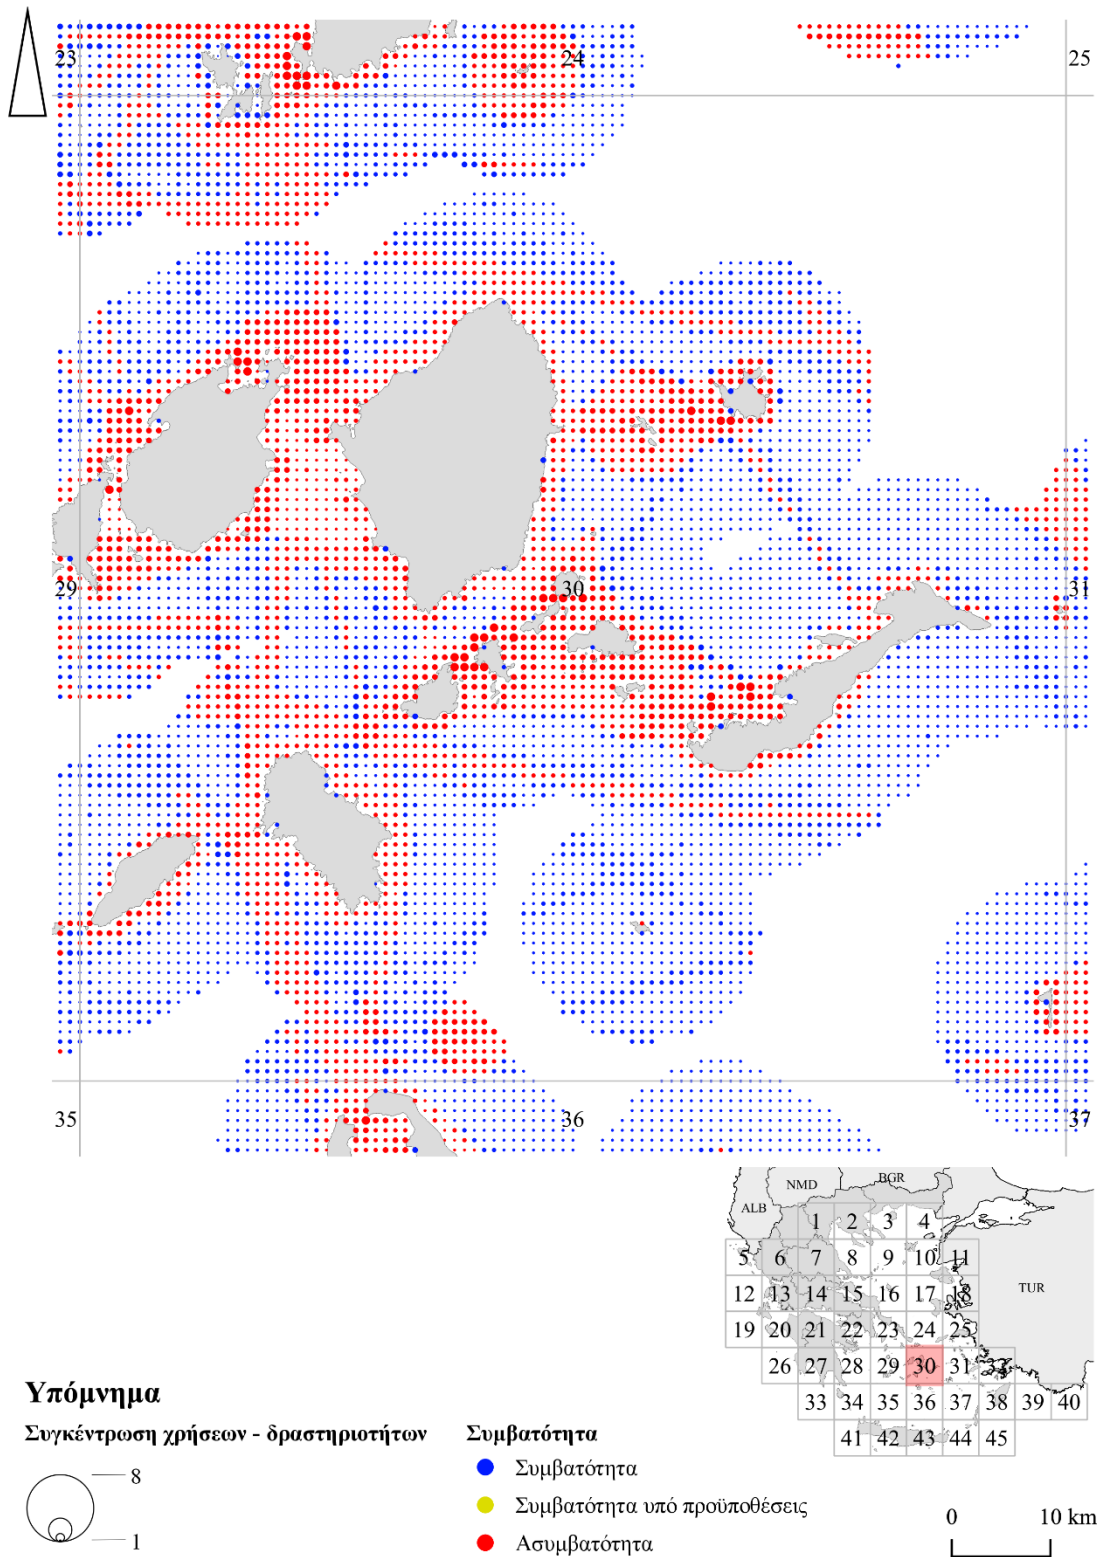 23 24 25
29 30 31
35 36 37
NMD BGR
ALB
1 2 3 4
5 6 7 8 9 10 11
TUR
12 13 14 15 16 17 18
19 20 21 22 23 24 25
26 27 28 29 30 31 32
33 34 35 36 37 38 39 40
41 42 43 44 45
Υπόμνημα
Συγκέντρωση χρήσεων - δραστηριοτήτων
8
1
Συμβατότητα
Συμβατότητα
Συμβατότητα υπό προϋποθέσεις
Ασυμβατότητα
0 10 km